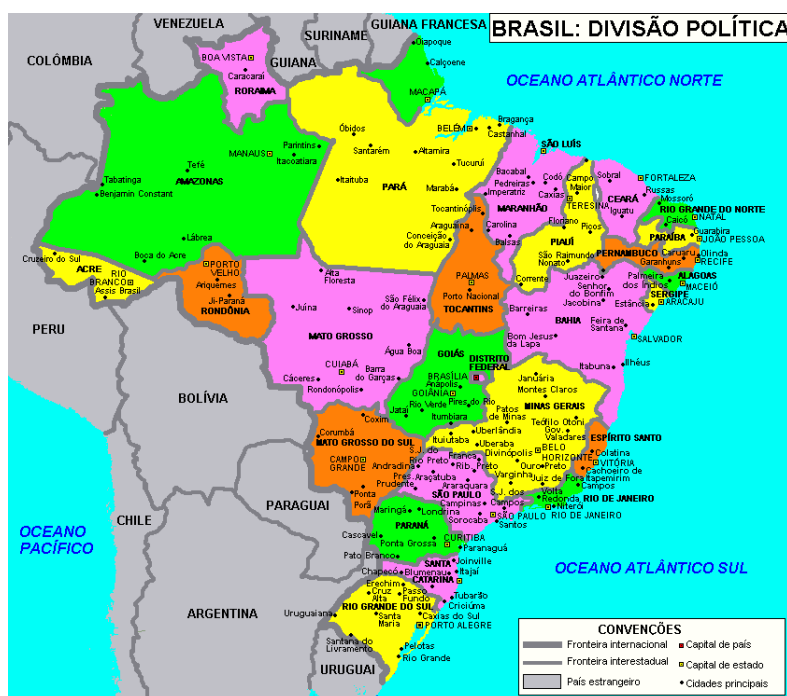 BRASIL: DIVISÃO POLÍTICA
VENEZUELA
SURINAME
GUIANA FRANCESA
GUIANA
COLÔMBIA
OCEANO ATLÂNTICO NORTE
Oiapoque
Calçoene
MACAPÁ
BOA VISTA
Caracaraí
RORAIMA
Óbidos
Santarém
BELÉM
Bragança
Castanhal
Altamira
Tucuruí
Itaituba
PARÁ
Marabá
Conceição
do Araguaia
Parintins
MANAUS
Itacoatiara
Tefé
Tabatinga
AMAZONAS
Benjamin Constant
Lábrea
Boca do Acre
Cruzeiro do Sul
ACRE
RIO
BRANCO
Assis Brasil
PORTO
VELHO
Ariquemes
Ji-Paraná
RONDÔNIA
SÃO LUÍS
Bacabal
Pedreiras
Imperatriz
Codó
Caxias
MARANHÃO
Carolina
Balsas
Campo
Maior
TERESINA
Floriano
Picos
PIAUÍ
São Raimundo
Nonato
Corrente
Sobral
FORTALEZA
Russas
CEARÁ
Iguatu
Mossoró
RIO GRANDE DO NORTE
Caicó
NATAL
Guarabira
PARAÍBA
JOÃO PESSOA
PERNAMBUCO
Caruaru
Olinda
RECIFE
Garanhuns
Palmeira
dos Índios
ALAGOAS
MACEIÓ
Estância
SERGIPE
ARACAJU
Tocantinópolis
Araguaína
PALMAS
Porto Nacional
TOCANTINS
Juazeiro
Senhor
do Bonfim
Jacobina
Barreiras
BAHIA
Feira de
Santana
Bom Jesus
da Lapa
SALVADOR
Itabuna
Ilhéus
Alta
Floresta
Juína
Sinop
São Félix
do Araguaia
MATO GROSSO
Água Boa
CUIABÁ
Barra
do Garças
Cáceres
Rondonópolis
GOIÁS
DISTRITO
FEDERAL
BRASÍLIA
Anápolis
GOIÂNIA
Rio Verde
Pires do Rio
Jataí
Itumbiara
Januária
Montes Claros
MINAS GERAIS
Patos
de Minas
Teófilo Otoni
Gov.
Valadares
Uberlândia
Ituiutaba
Uberaba
BELO
HORIZONTE
Divinópolis
Ouro Preto
Varginha
Juiz de Fora
ESPÍRITO SANTO
Colatina
VITÓRIA
Cachoeiro de
Itapemirim
Coxim
Corumbá
MATO GROSSO DO SUL
CAMPO
GRANDE
Ponta
Porã
S.J. do
Rio Preto
Franca
Rib. Preto
Andradina
Araçatuba
Pres.
Prudente
Araraquara
SÃO PAULO
S.J. dos
Campos
Campinas
Sorocaba
SÃO PAULO
Santos
Volta
Redonda
Campos
RIO DE JANEIRO
Niterói
RIO DE JANEIRO
Maringá
Londrina
PARANÁ
Cascavel
Ponta Grossa
CURITIBA
Paranaguá
Pato Branco
SANTA
CATARINA
Joinville
Chapecó
Blumenau
Itajaí
Tubarão
Criciúma
Erechim
Cruz
Alta
Passo
Fundo
RIO GRANDE DO SUL
Uruguaiana
Santa
Maria
Caxias do Sul
PORTO ALEGRE
Santana do
Livramento
Pelotas
Rio Grande
PERU
BOLÍVIA
PARAGUAI
CHILE
ARGENTINA
URUGUAI
OCEANO
PACÍFICO
OCEANO ATLÂNTICO SUL
CONVENÇÕES
Fronteira internacional
Fronteira interestadual
País estrangeiro
Capital de país
Capital de estado
Cidades principais